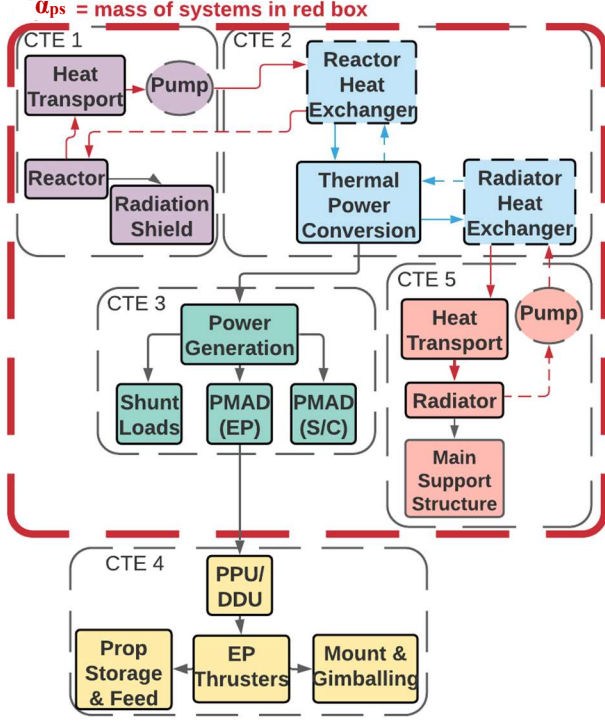 αps = mass of systems in red box
CTE 1
Heat
Transport
Pump
Reactor
Radiation
Shield
CTE 2
Reactor
Heat
Exchanger
Thermal
Power
Conversion
Radiator
Heat
Exchanger
CTE 3
Power
Generation
Shunt
Loads
PMAD
(EP)
PMAD
(S/C)
CTE 5
Heat
Transport
Pump
Radiator
Main
Support
Structure
CTE 4
PPU/
DDU
Prop
Storage
& Feed
EP
Thrusters
Mount &
Gimballing